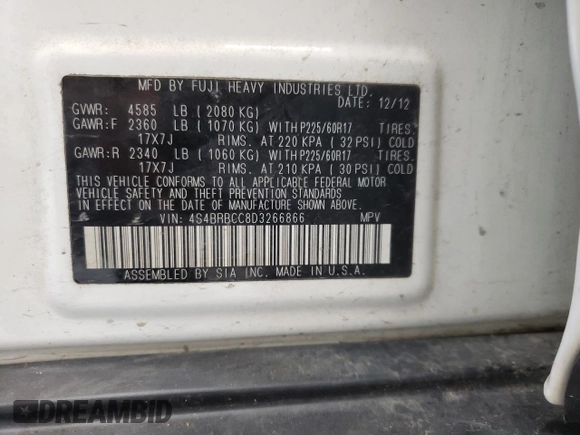 MFD BY FUJI HEAVY INDUSTRIES LTD.
DATE: 12/12
GVWR: 4585 LB ( 2080 KG)
GAWR:F 2360 LB ( 1070 KG) WITH P225/60R17 TIRES.
17X7J RIMS. AT 220 KPA ( 32 PSI) COLD
GAWR:R 2340 LB ( 1060 KG) WITH P225/60R17 TIRES.
17X7J RIMS. AT 210 KPA ( 30 PSI) COLD
THIS VEHICLE CONFORMS TO ALL APPLICABLE FEDERAL MOTOR
VEHICLE SAFETY AND THEFT PREVENTION STANDARDS
IN EFFECT ON THE DATE OF MANUFACTURE SHOWN ABOVE.
VIN: 4S4BRBCC8D3266866 MPV
ASSEMBLED BY SIA INC. MADE IN U.S.A.
DREAMBID